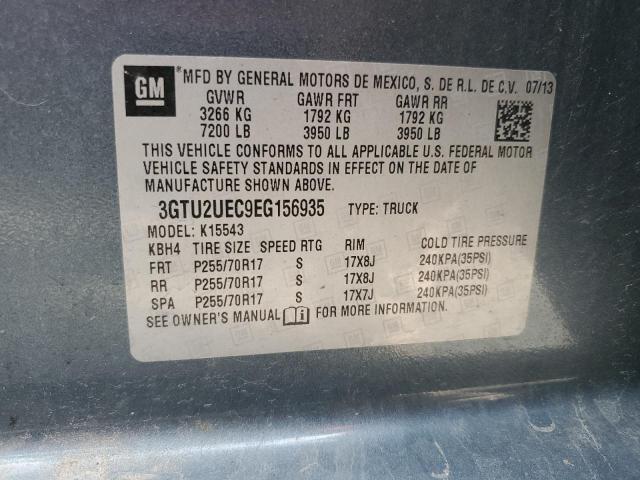 GM
*MFD BY GENERAL MOTORS DE MEXICO, S. DE R.L. DE C.V. 07/13
GVWR GAWR FRT GAWR RR
3266 KG 1792 KG 1792 KG
7200 LB 3950 LB 3950 LB
THIS VEHICLE CONFORMS TO ALL APPLICABLE U.S. FEDERAL MOTOR
VEHICLE SAFETY STANDARDS IN EFFECT ON THE DATE OF
MANUFACTURE SHOWN ABOVE.
3GTU2UEC9EG156935 TYPE: TRUCK
MODEL: K15543
KBH4 TIRE SIZE SPEED RTG RIM COLD TIRE PRESSURE
FRT P255/70R17 S 17X8J 240KPA(35PSI)
RR P255/70R17 S 17X8J 240KPA(35PSI)
SPA P255/70R17 S 17X7J 240KPA(35PSI)
SEE OWNER'S MANUAL FOR MORE INFORMATION.